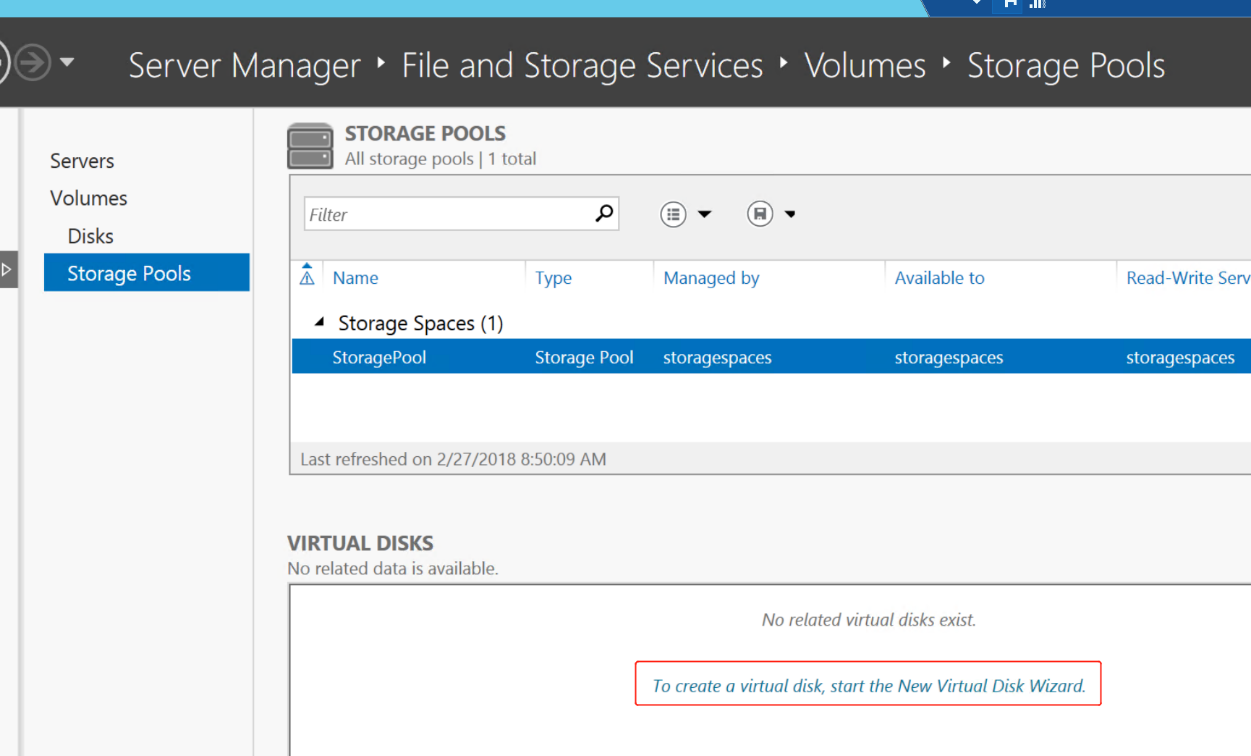 Server Manager ‣ File and Storage Services ‣ Volumes ‣ Storage Pools
Servers
Volumes
Disks
Storage Pools
STORAGE POOLS
All storage pools | 1 total
Filter
Name Type Managed by Available to Read-Write Serv
Storage Spaces (1)
StoragePool Storage Pool storagespaces storagespaces storagespaces
Last refreshed on 2/27/2018 8:50:09 AM
VIRTUAL DISKS
No related data is available.
No related virtual disks exist.
To create a virtual disk, start the New Virtual Disk Wizard.